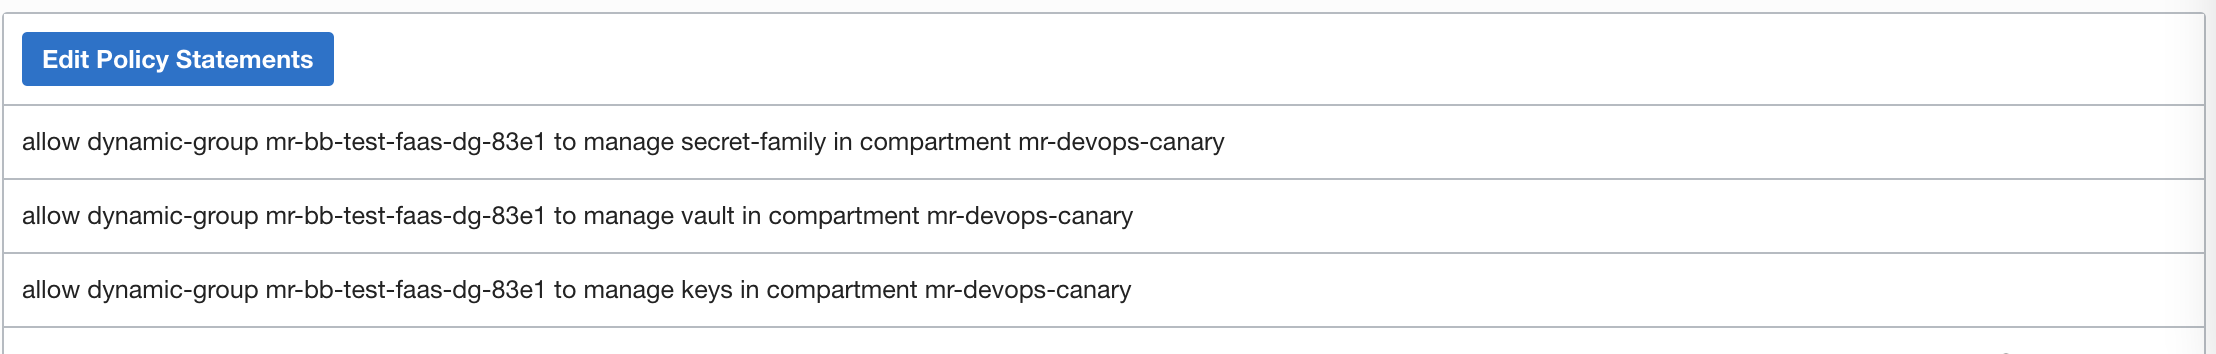 Edit Policy Statements
allow dynamic-group mr-bb-test-faas-dg-83e1 to manage secret-family in compartment mr-devops-canary
allow dynamic-group mr-bb-test-faas-dg-83e1 to manage vault in compartment mr-devops-canary
allow dynamic-group mr-bb-test-faas-dg-83e1 to manage keys in compartment mr-devops-canary